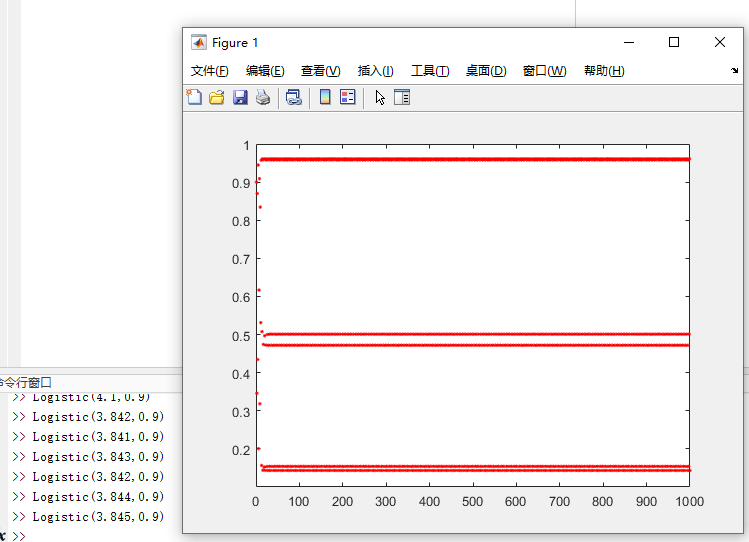 Figure 1
文件(F) 编辑(E) 查看(V) 插入(I) 工具(T) 桌面(D) 窗口(W) 帮助(H)
1
0.9
0.8
0.7
0.6
0.5
0.4
0.3
0.2
0 100 200 300 400 500 600 700 800 900 1000
令行窗口
>> Logistic(4.1,0.9)
>> Logistic(3.842,0.9)
>> Logistic(3.841,0.9)
>> Logistic(3.843,0.9)
>> Logistic(3.842,0.9)
>> Logistic(3.844,0.9)
>> Logistic(3.845,0.9)
>>